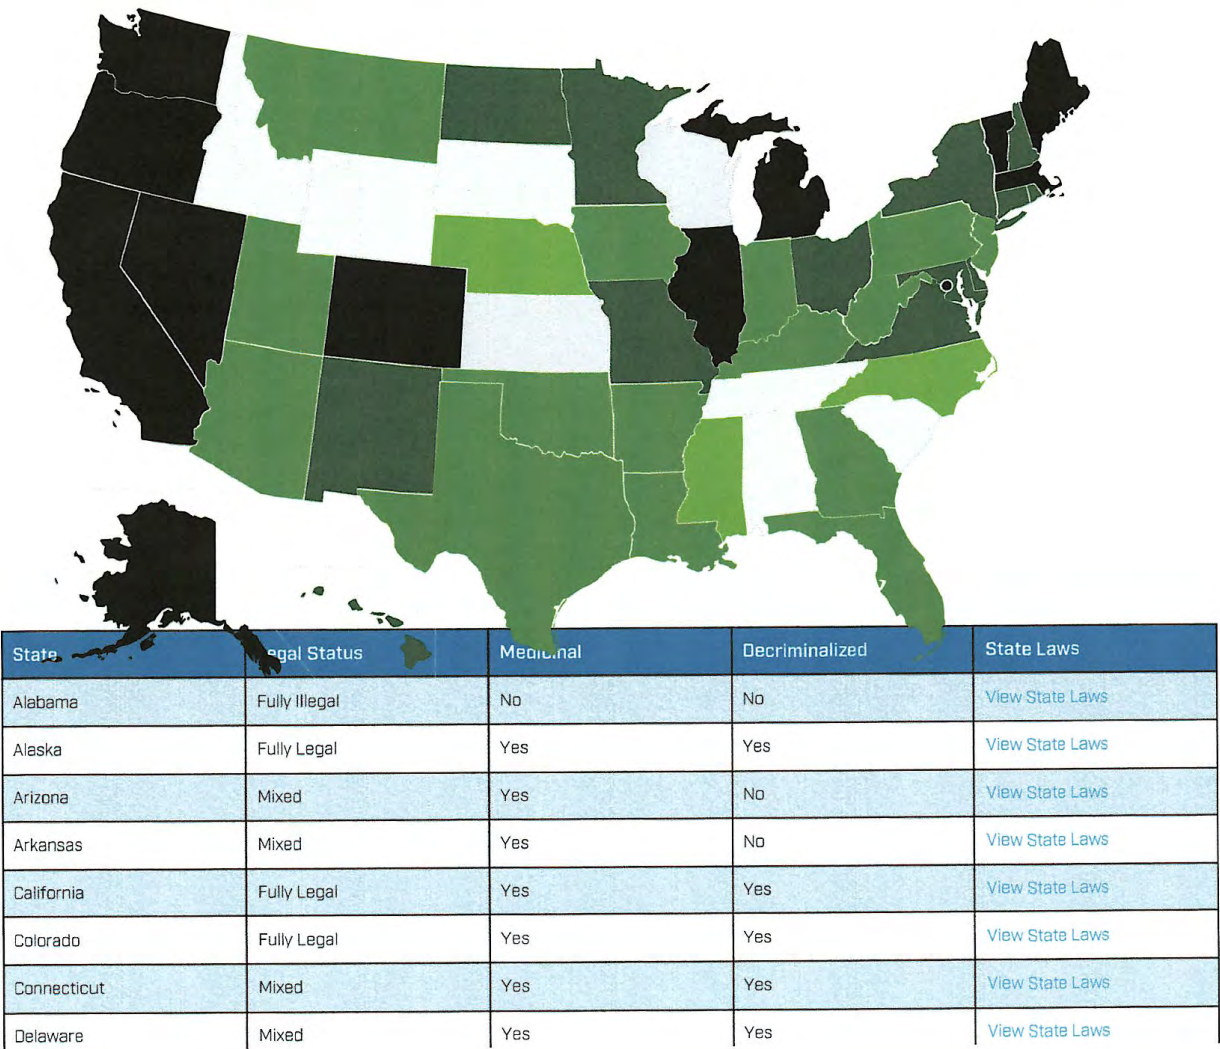 State Legal Status Medicinal Decriminalized State Laws
Alabama Fully Illegal No No View State Laws
Alaska Fully Legal Yes Yes View State Laws
Arizona Mixed Yes No View State Laws
Arkansas Mixed Yes No View State Laws
California Fully Legal Yes Yes View State Laws
Colorado Fully Legal Yes Yes View State Laws
Connecticut Mixed Yes Yes View State Laws
Delaware Mixed Yes Yes View State Laws